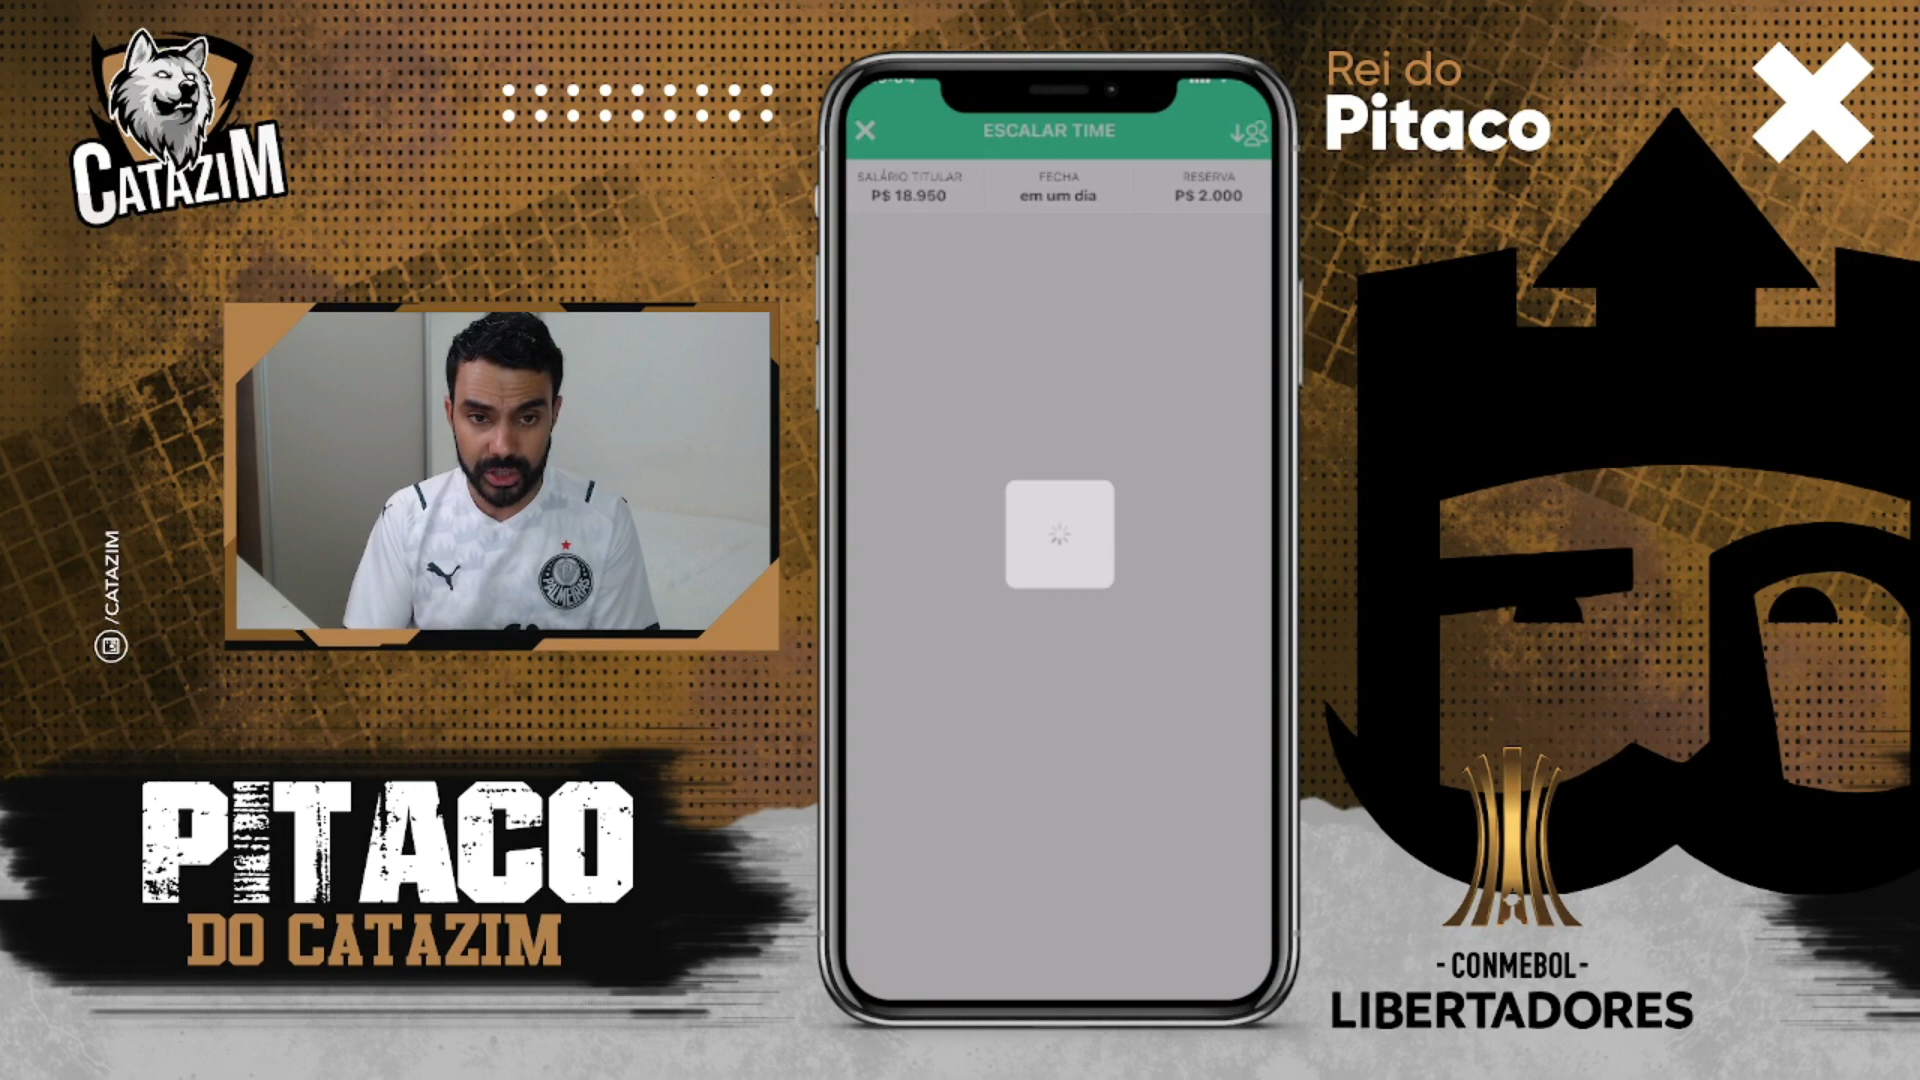 CATAZIM
Rei do
Pitaco
ESCALAR TIME
SALÁRIO TITULAR
P$ 18.950
FECHA
em um dia
RESERVA
P$ 2.000
/CATAZIM
PALMEIRAS
PITACO
DO CATAZIM
-CONMEBOL-
LIBERTADORES